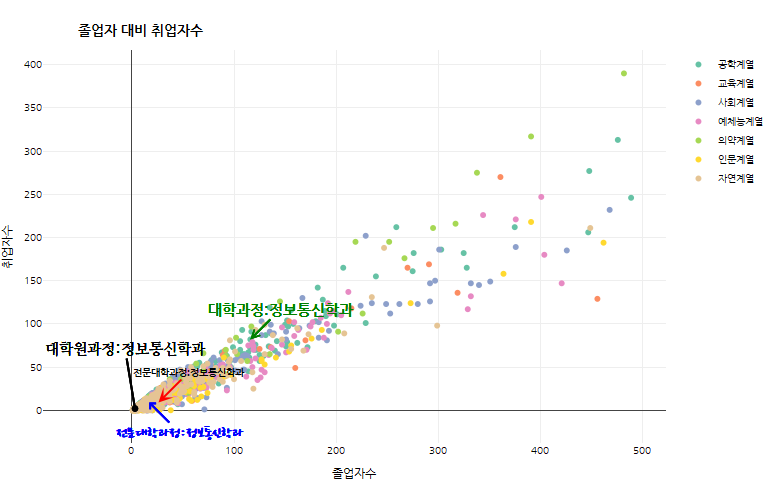 졸업자 대비 취업자수
400
350
300
250
200
150
100
50
0
취업자수
대학과정:정보통신학과
대학원과정:정보통신학과
전문대학과정:정보통신학과
전문대학과정:정보통신학과
0 100 200 300 400 500
졸업자수
공학계열
교육계열
사회계열
예체능계열
의약계열
인문계열
자연계열